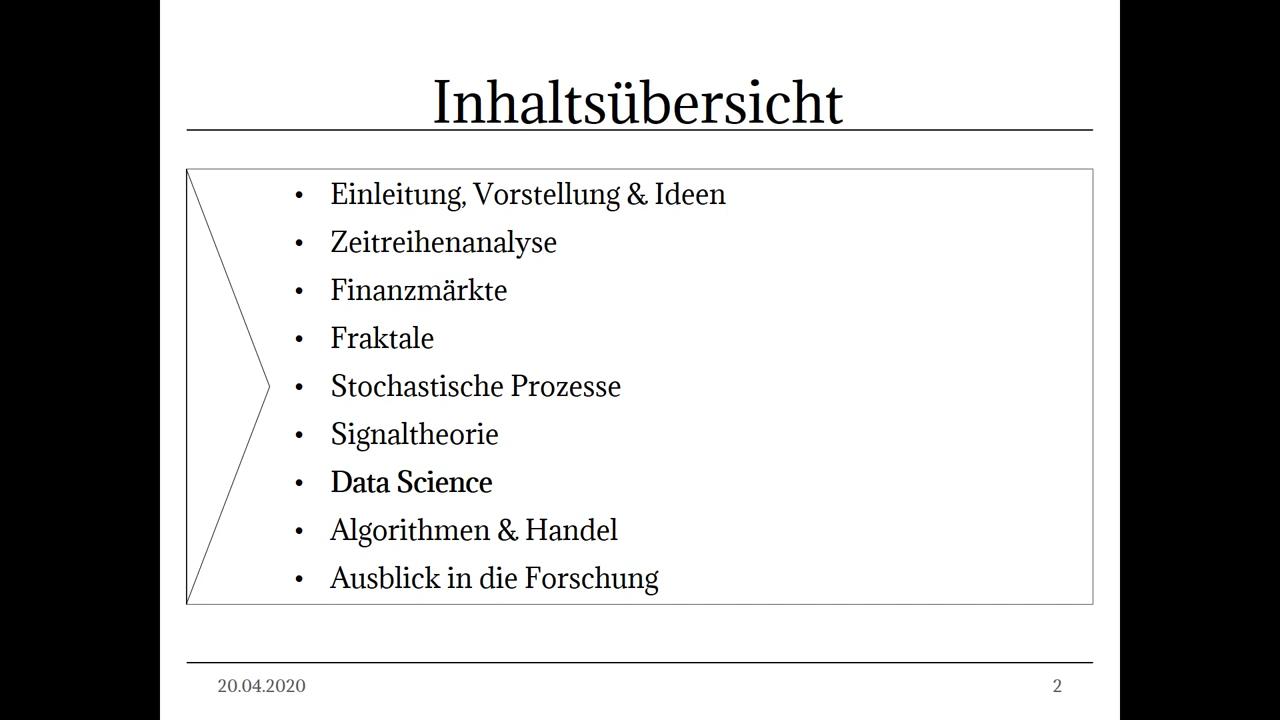 Inhaltsübersicht
• Einleitung, Vorstellung & Ideen
• Zeitreihenanalyse
• Finanzmärkte
• Fraktale
• Stochastische Prozesse
• Signaltheorie
• Data Science
• Algorithmen & Handel
• Ausblick in die Forschung
20.04.2020 2